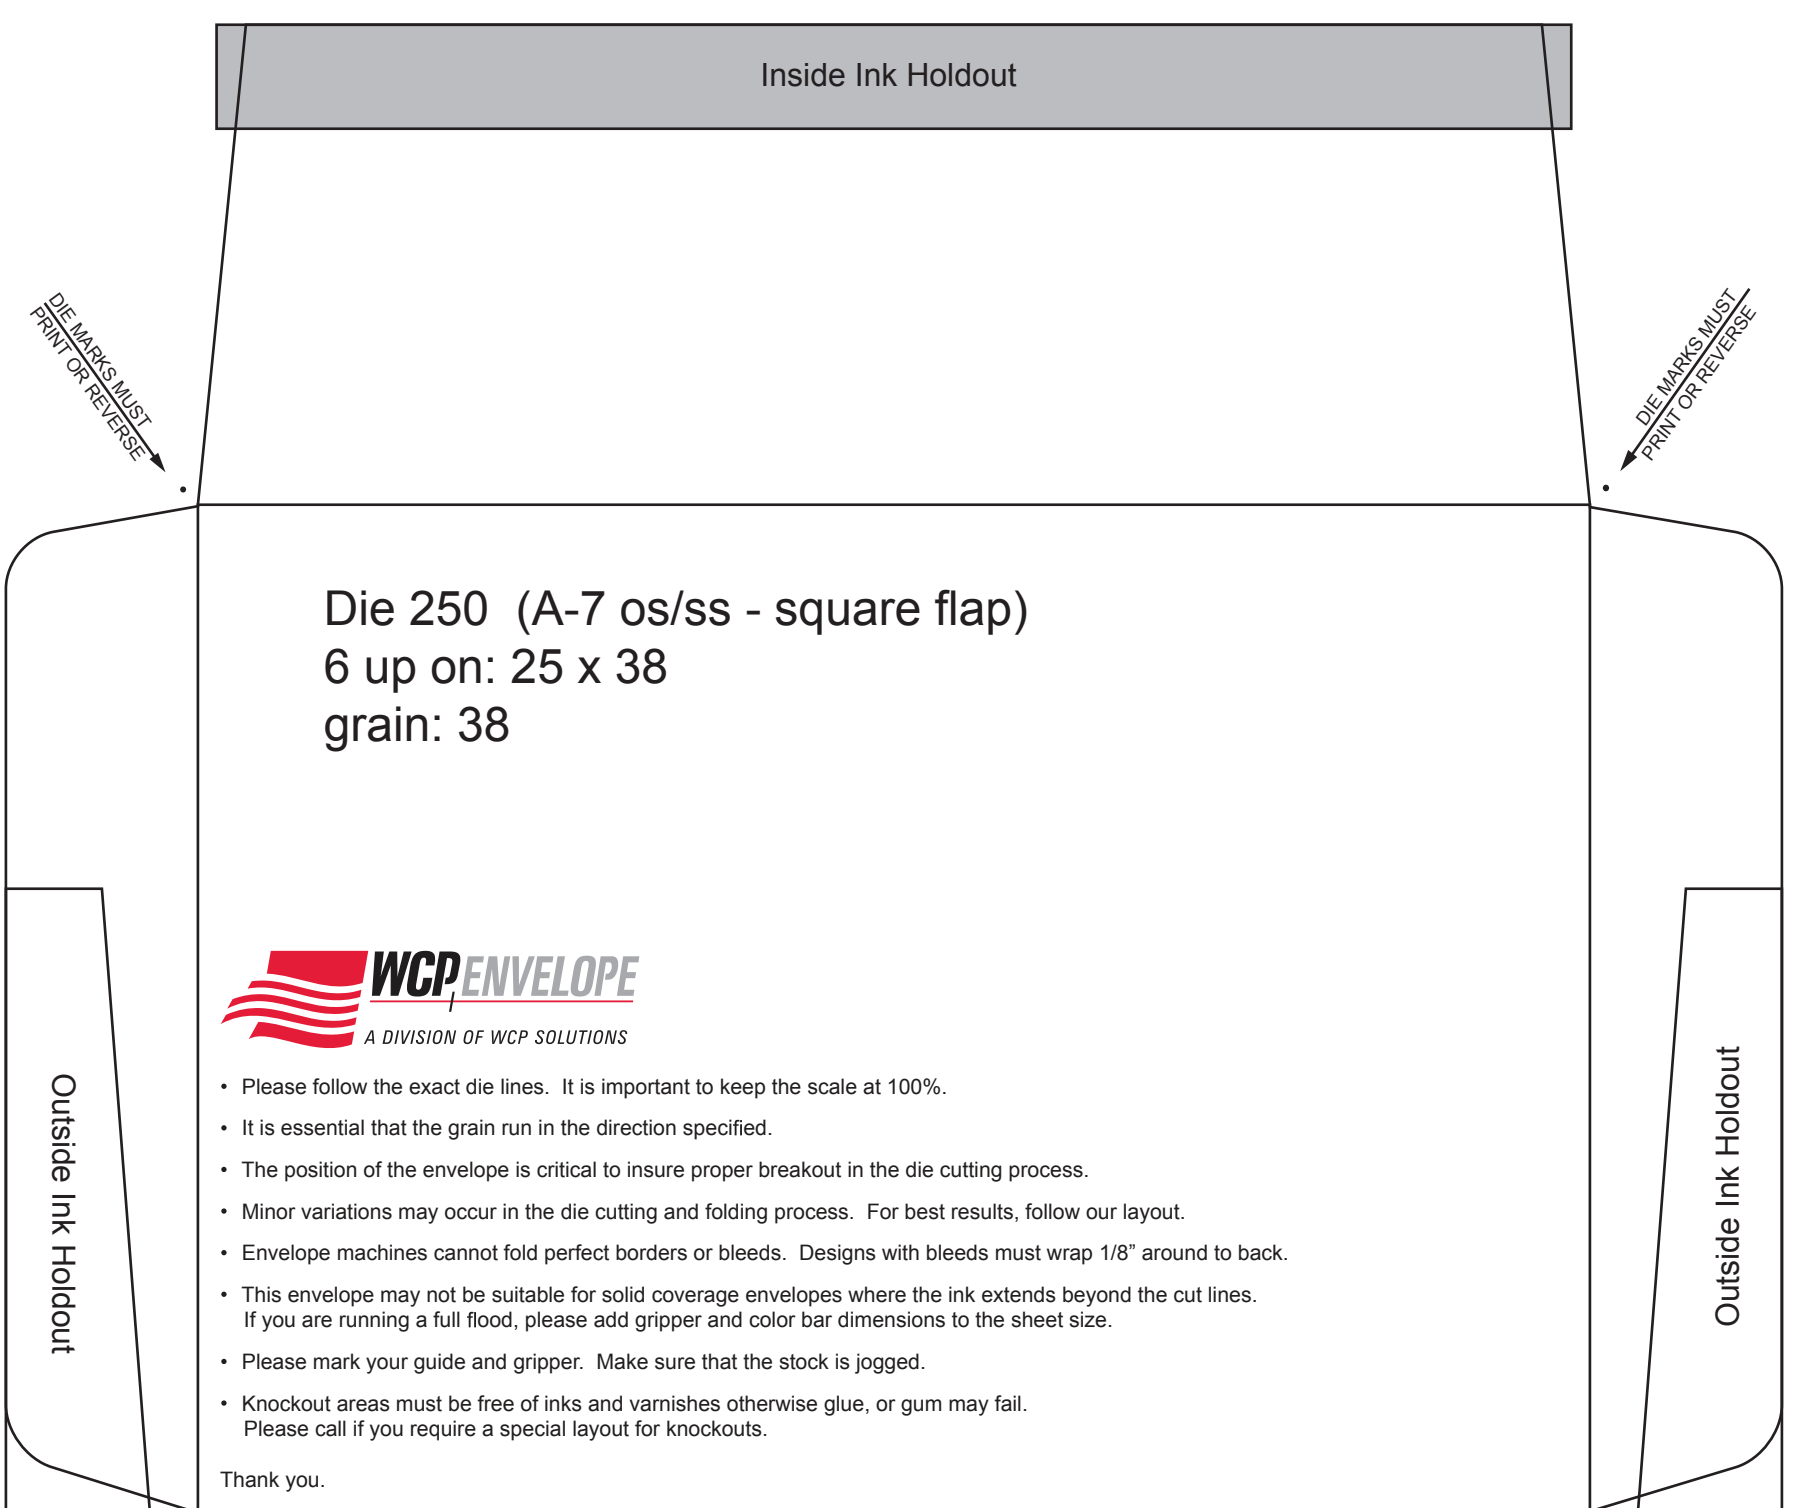 Inside Ink Holdout
DIE MARKS MUST
PRINT OR REVERSE
DIE MARKS MUST
PRINT OR REVERSE
Die 250  (A-7 os/ss - square flap)
6 up on: 25 x 38
grain: 38
WCP ENVELOPE
A DIVISION OF WCP SOLUTIONS
Outside Ink Holdout
Outside Ink Holdout
• Please follow the exact die lines.  It is important to keep the scale at 100%.
• It is essential that the grain run in the direction specified.
• The position of the envelope is critical to insure proper breakout in the die cutting process.
• Minor variations may occur in the die cutting and folding process.  For best results, follow our layout.
• Envelope machines cannot fold perfect borders or bleeds.  Designs with bleeds must wrap 1/8” around to back.
• This envelope may not be suitable for solid coverage envelopes where the ink extends beyond the cut lines.
If you are running a full flood, please add gripper and color bar dimensions to the sheet size.
• Please mark your guide and gripper.  Make sure that the stock is jogged.
• Knockout areas must be free of inks and varnishes otherwise glue, or gum may fail.
Please call if you require a special layout for knockouts.
Thank you.